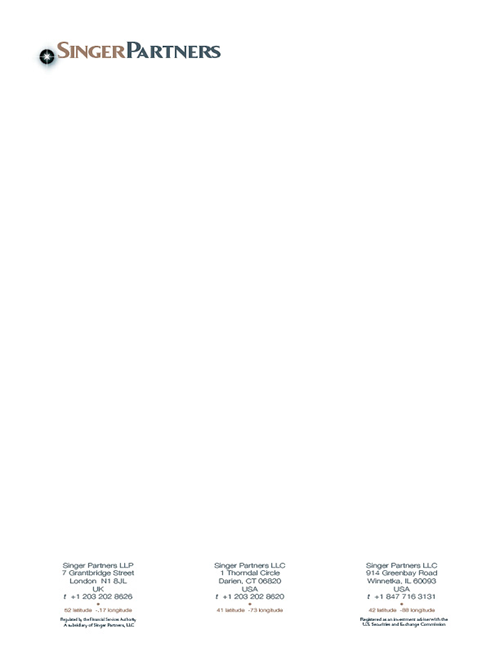 SINGERPARTNERS
Singer Partners LLP
7 Grantbridge Street
London N1 8JL
UK
t +1 203 202 8626
52 latitude -.17 longitude
Regulated by the Financial Service Authority
A subsidiary of Singer Partners, LLC
Singer Partners LLC
1 Thorndal Circle
Darien, CT 06820
USA
t +1 203 202 8620
41 latitude -73 longitude
Singer Partners LLC
914 Greenbay Road
Winnetka, IL 60093
USA
t +1 847 716 3131
42 latitude -88 longitude
Registered as an investment adviser with the
U.S. Securities and Exchange Commission